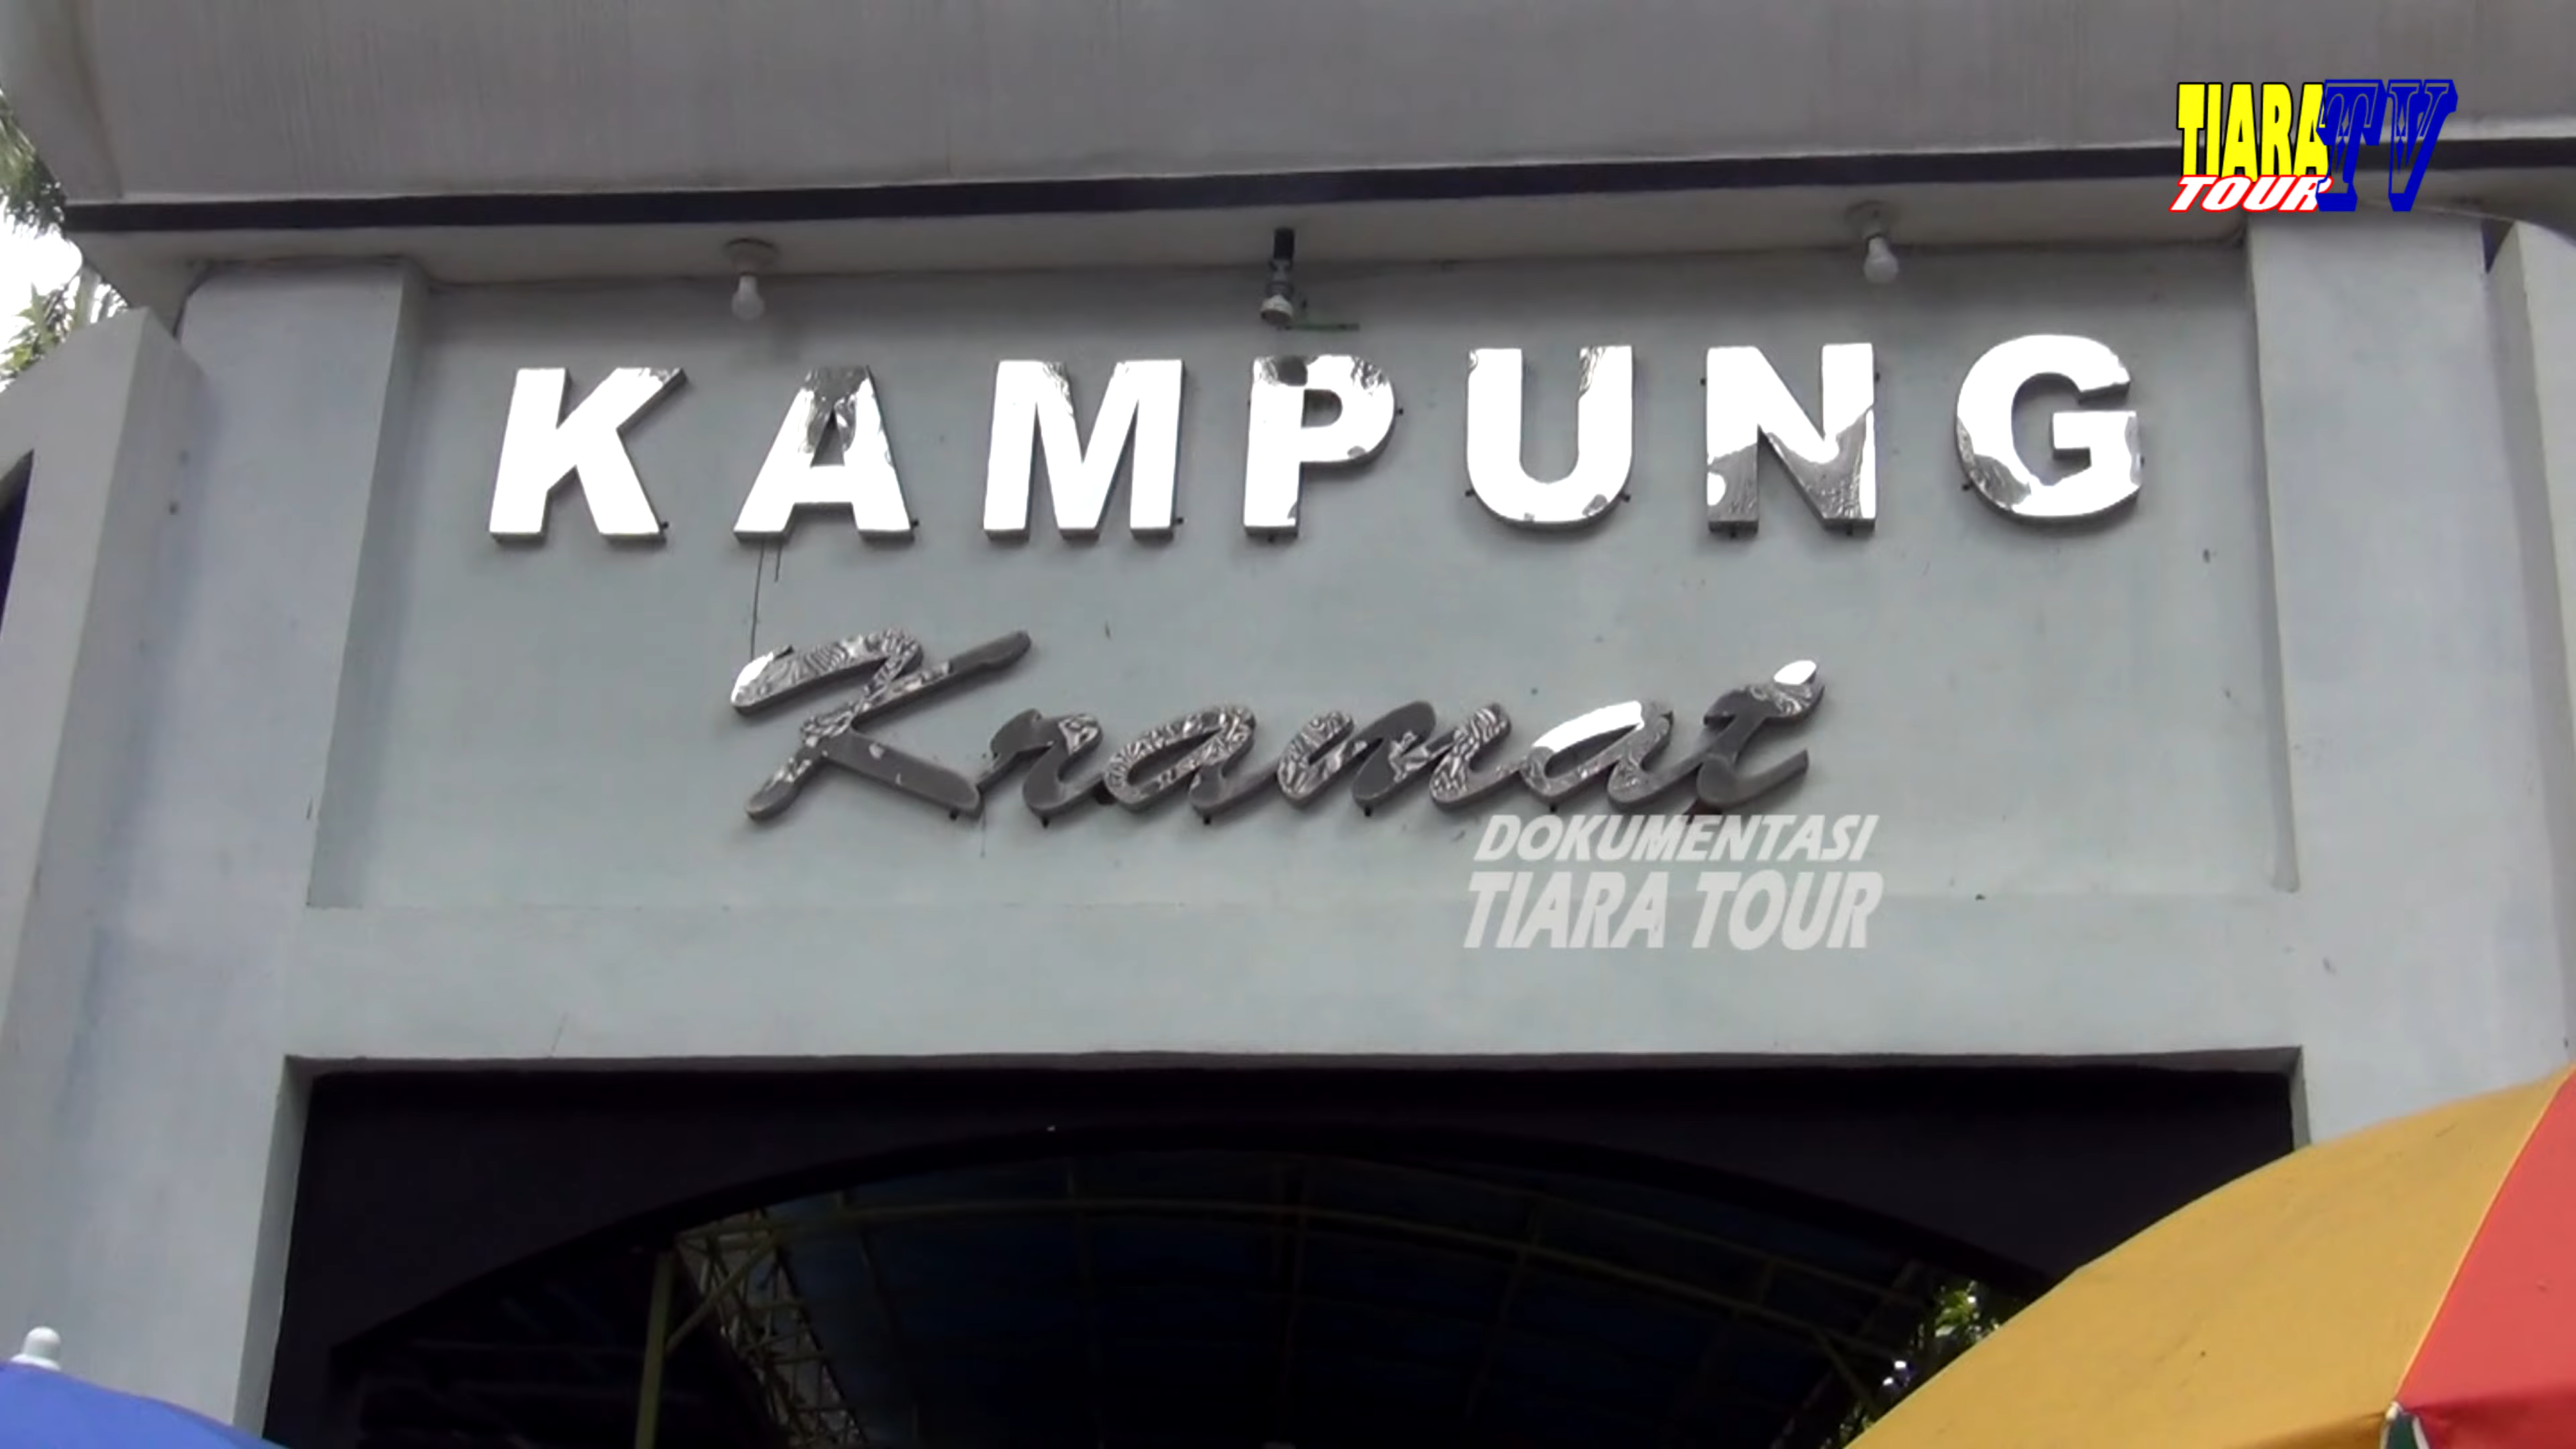 TIARA TV
TOUR
KAMPUNG
Kramat
DOKUMENTASI
TIARA TOUR